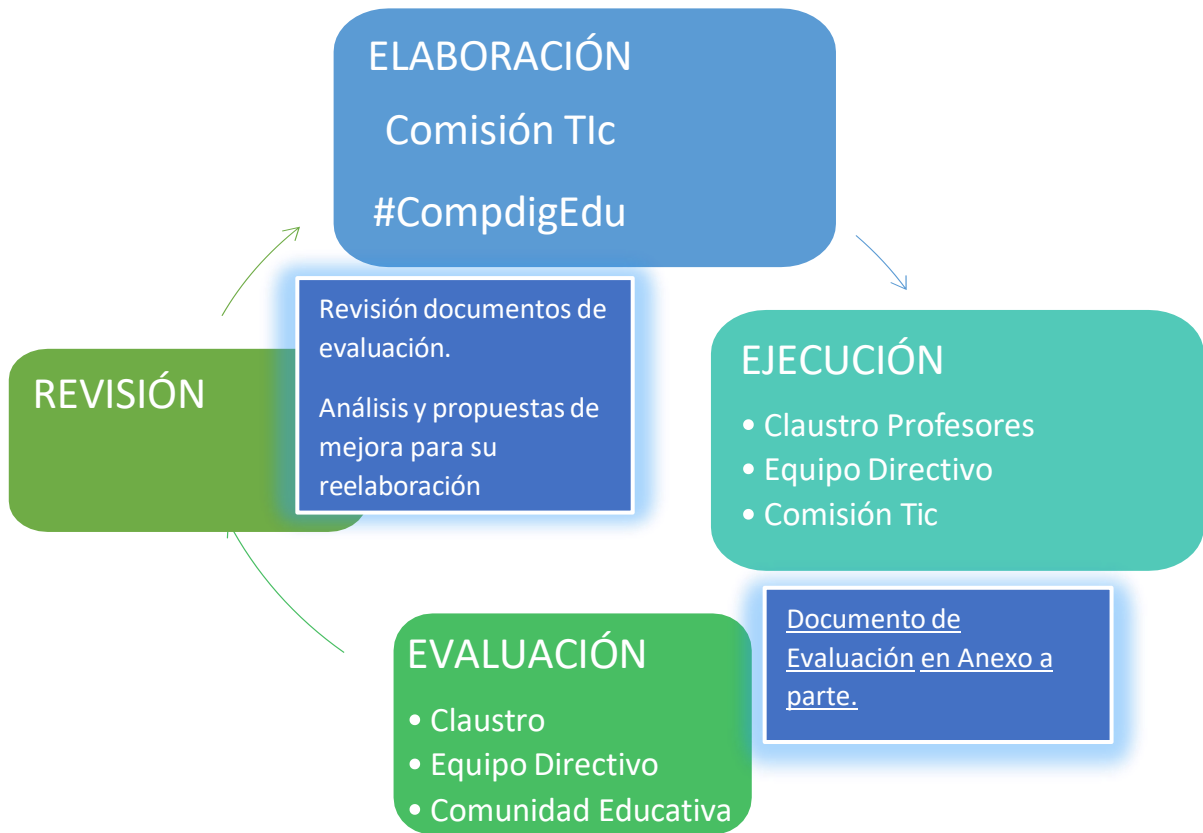 ELABORACIÓN
Comisión TIc
#CompdigEdu
Revisión documentos de
evaluación.
Análisis y propuestas de
mejora para su
reelaboración
REVISIÓN
EJECUCIÓN
• Claustro Profesores
• Equipo Directivo
• Comisión Tic
Documento de
Evaluación en Anexo a
parte.
EVALUACIÓN
• Claustro
• Equipo Directivo
• Comunidad Educativa